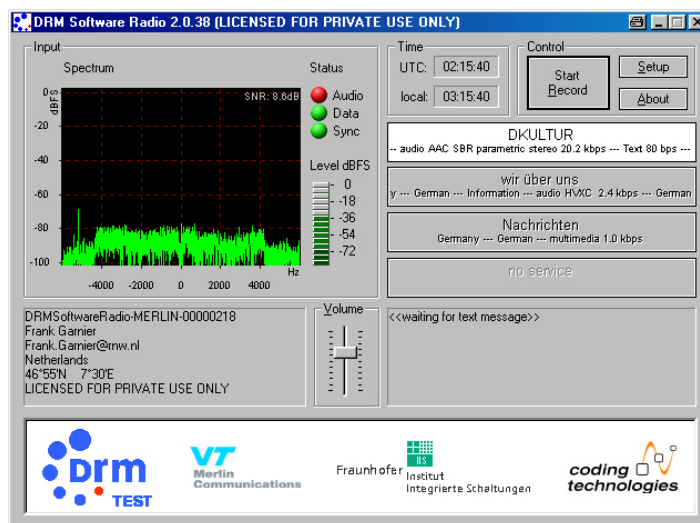 DRM Software Radio 2.0.38 (LICENSED FOR PRIVATE USE ONLY)
Input
Spectrum
Status
SNR: 8.6dB
0
dBFS
-20
-40
-60
-80
-100
-4000 -2000 0 2000 4000
Hz
Audio
Data
Sync
Level dBFS
0
-18
-36
-54
-72
Time
UTC: 02:15:40
local: 03:15:40
Control
Start
Record
Setup
About
DKULTUR
-- audio AAC SBR parametric stereo 20.2 kbps --- Text 80 bps ---
wir über uns
y --- German --- Information --- audio HVXC 2.4 kbps --- German
Nachrichten
Germany --- German --- multimedia 1.0 kbps
no service
DRMSoftwareRadio-MERLIN-00000218
Frank Garnier
Frank.Garnier@rnw.nl
Netherlands
46°55'N 7°30'E
LICENSED FOR PRIVATE USE ONLY
Volume
<<waiting for text message>>
Drm
TEST
VT
Merlin
Communications
Fraunhofer
IIS
Institut
Integrierte Schaltungen
coding
technologies